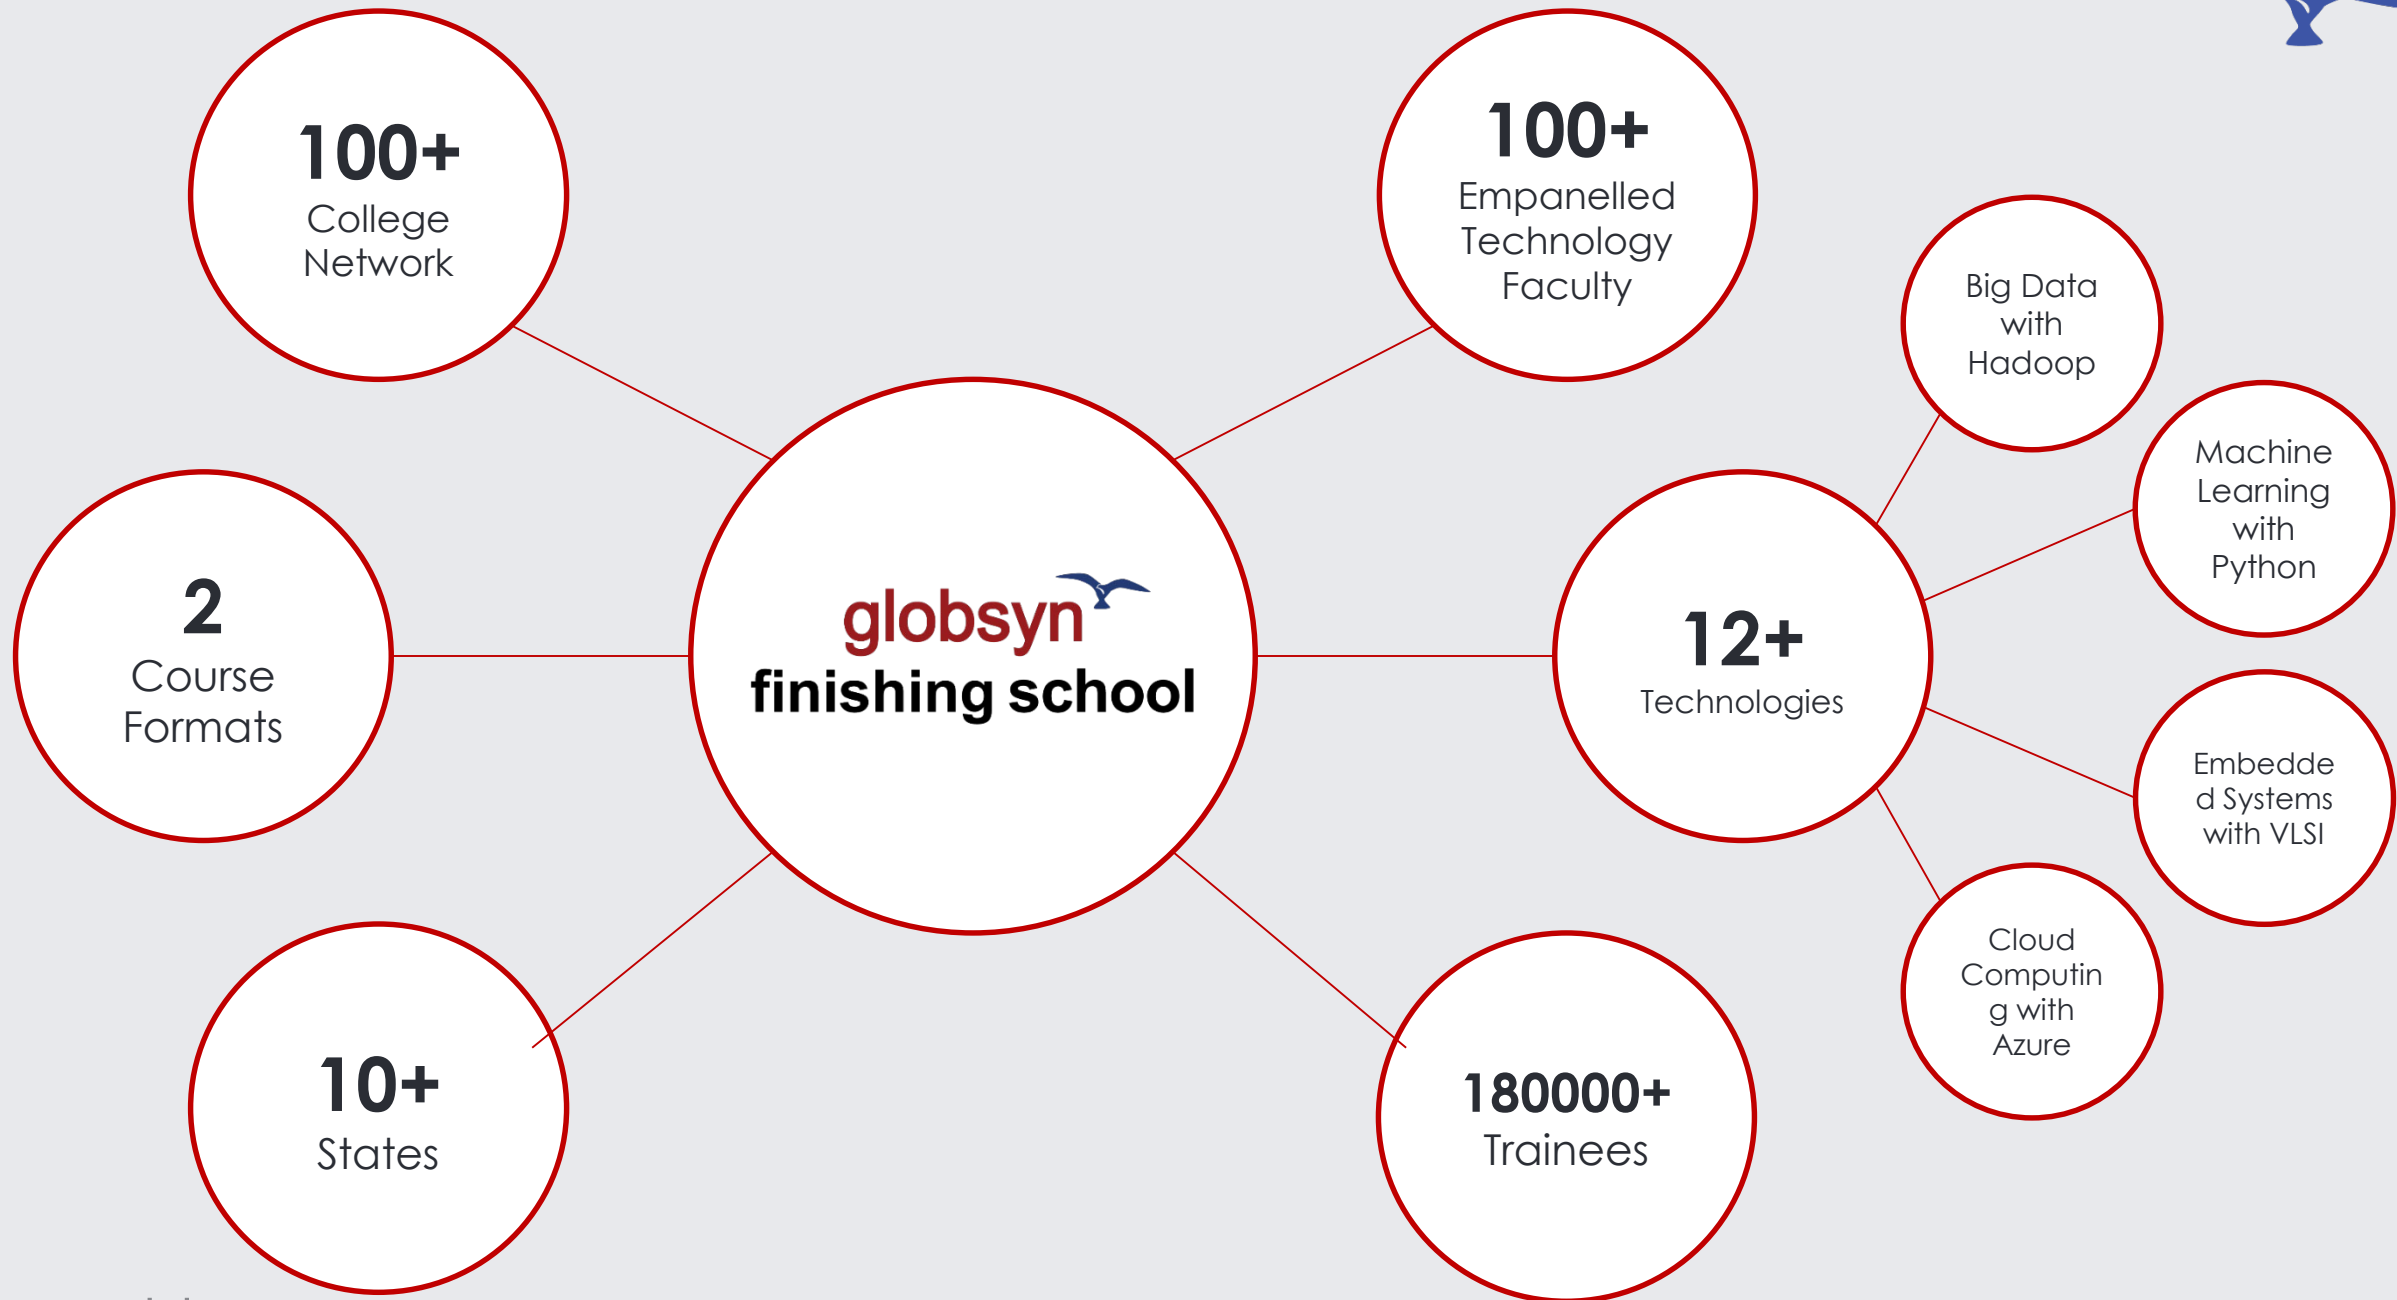 100+
College
Network
100+
Empanelled
Technology
Faculty
Big Data
with
Hadoop
Machine
Learning
with
Python
2
Course
Formats
globsyn
finishing school
12+
Technologies
Embedde
d Systems
with VLSI
Cloud
Computin
g with
Azure
10+
States
180000+
Trainees